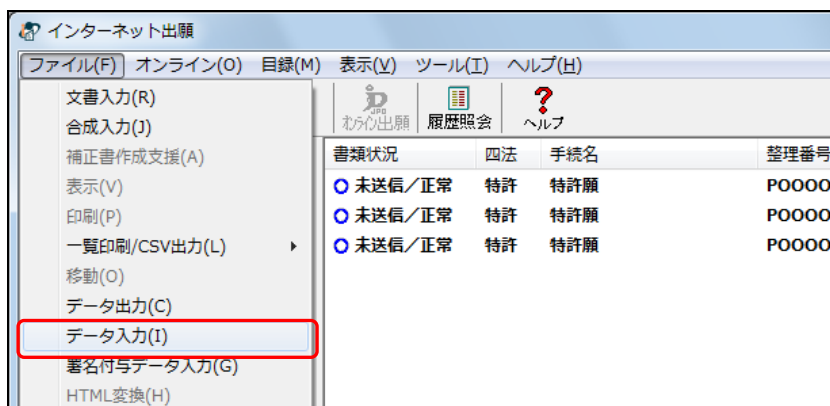 インターネット出願
ファイル(F) オンライン(O) 目録(M) 表示(V) ツール(I) ヘルプ(H)
文書入力(R)
合成入力(J)
補正書作成支援(A)
表示(V)
印刷(P)
一覧印刷/CSV出力(L)
移動(O)
データ出力(C)
データ入力(I)
署名付与データ入力(G)
HTML変換(H)
JPO
オンライン出願 履歴照会 ヘルプ
書類状況 四法 手続名 整理番号
未送信/正常 特許 特許願 POOOO
未送信/正常 特許 特許願 POOOO
未送信/正常 特許 特許願 POOOO